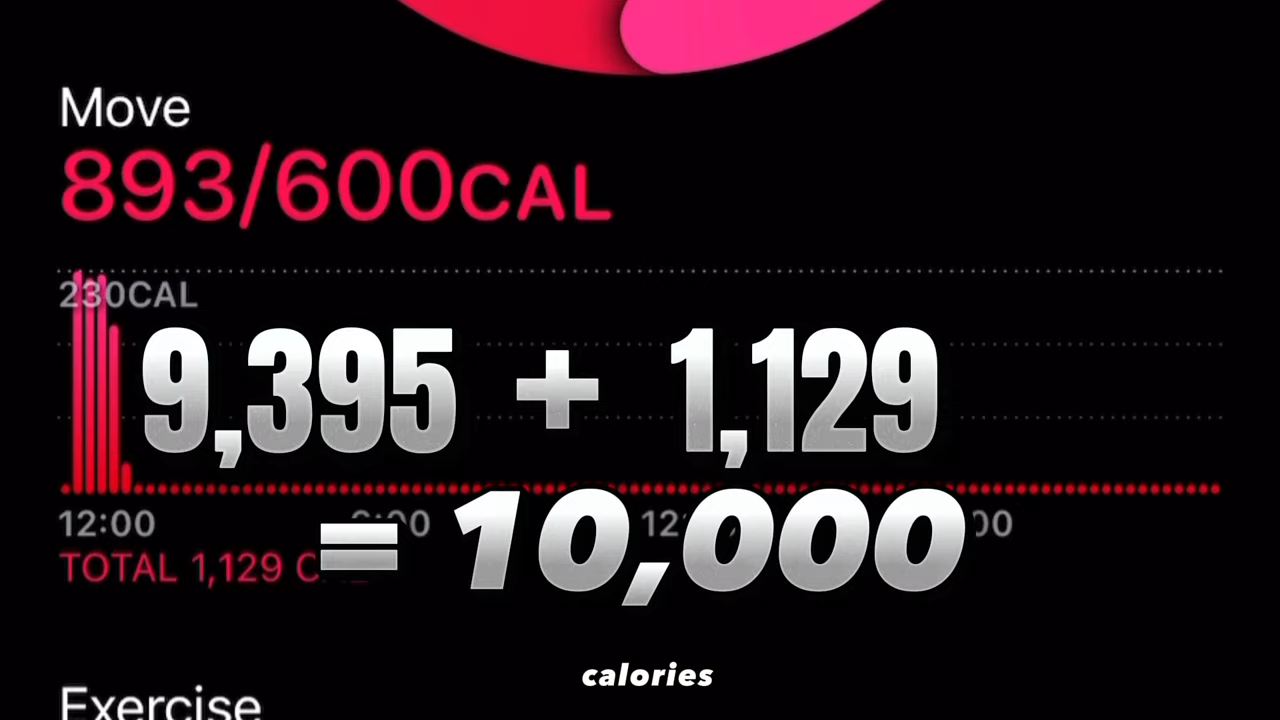 Move
893/600CAL
230CAL
9,395 + 1,129
12:00
TOTAL 1,129
= 10,000
calories
Exercise